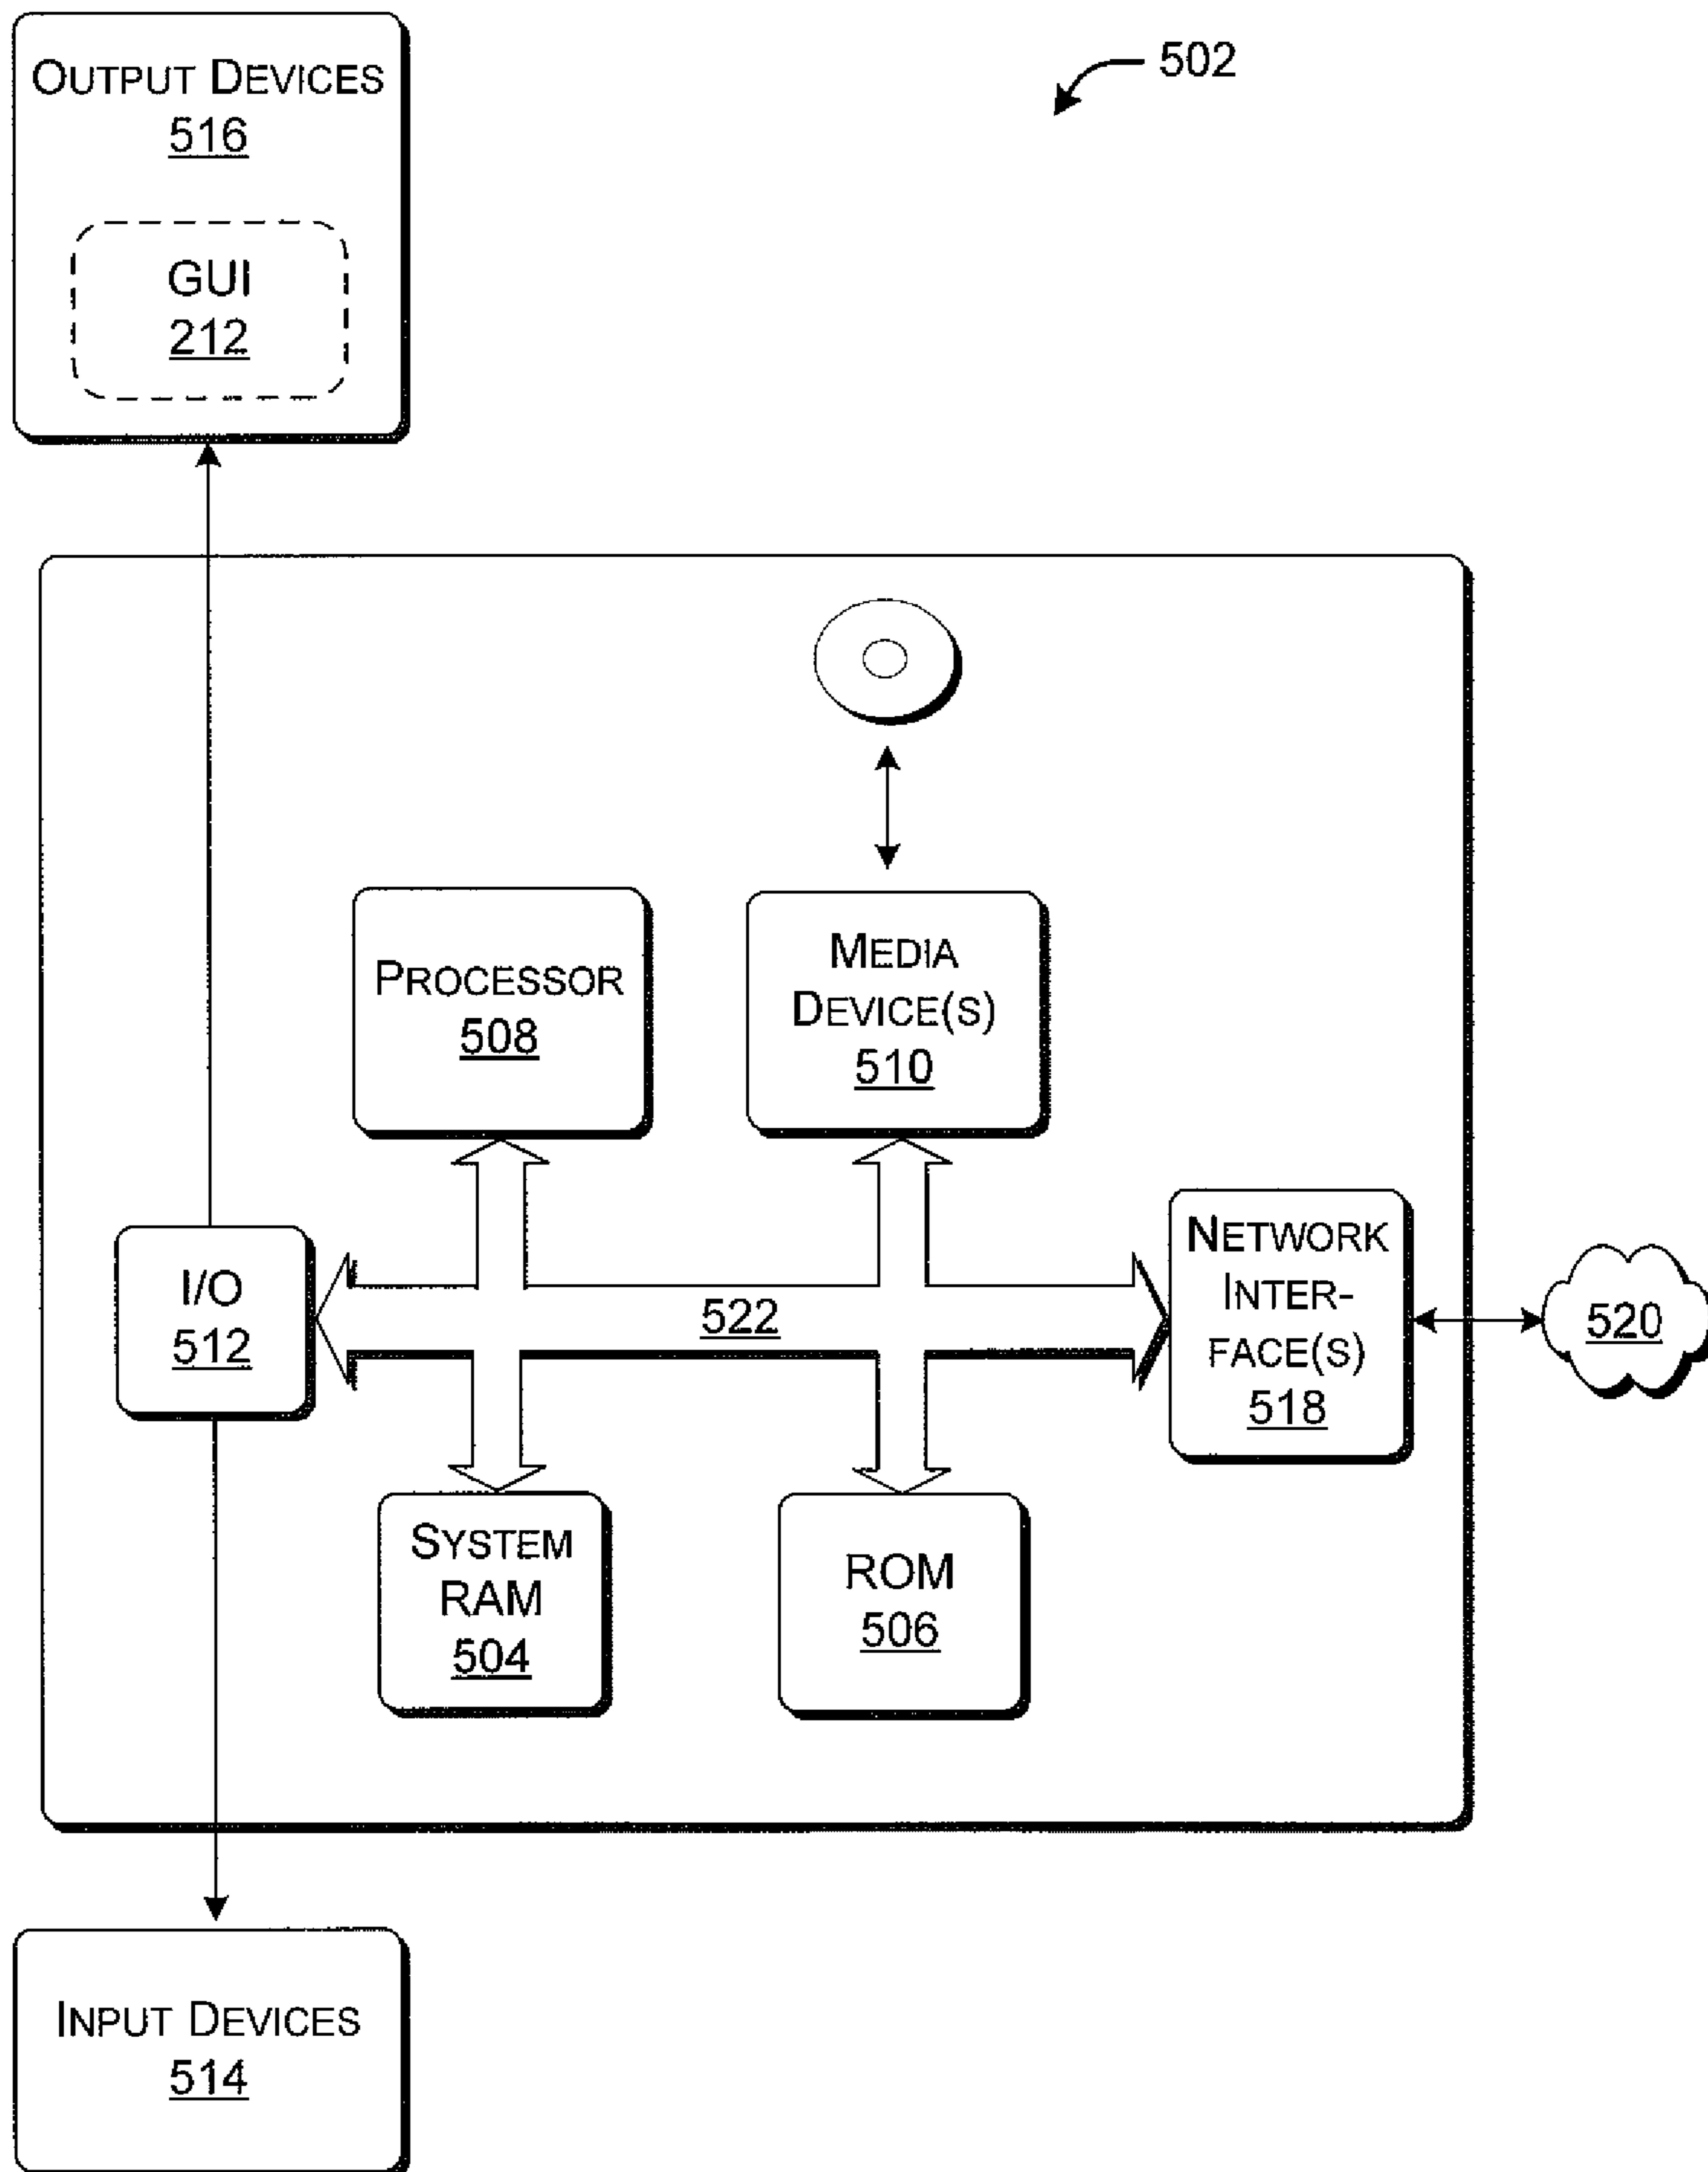 OUTPUT DEVICES
516
GUI
212
502
PROCESSOR
508
MEDIA
DEVICE(S)
510
I/O
512
522
NETWORK
INTER-
FACE(S)
518
520
SYSTEM
RAM
504
ROM
506
INPUT DEVICES
514